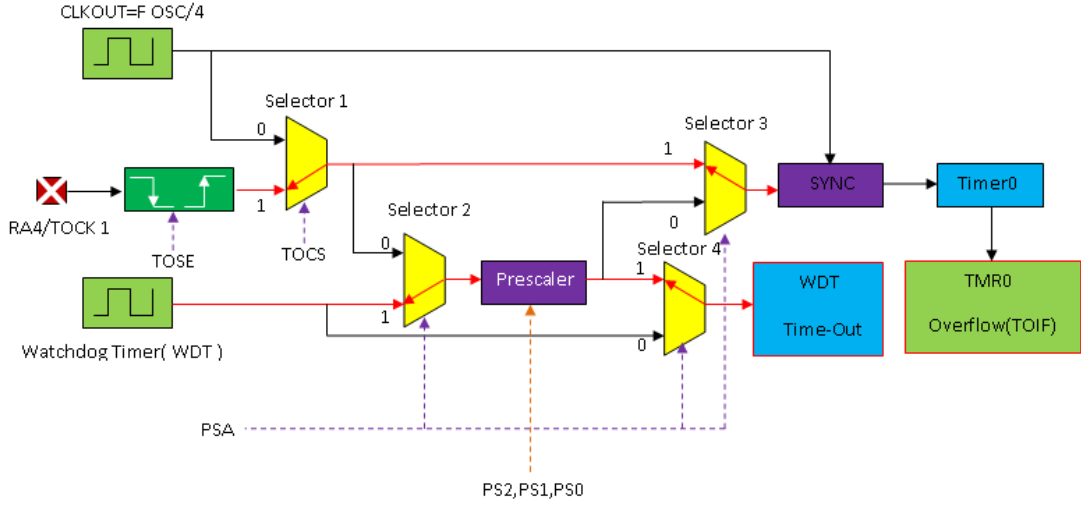 CLKOUT=F OSC/4
Selector 1
0
Selector 3
1
SYNC
Timer0
RA4/TOCK 1
1
Selector 2
0
TOSE
TOCS
0
Selector 4
Prescaler
1
WDT
Time-Out
TMR0
Overflow(TOIF)
1
0
Watchdog Timer( WDT )
PSA
PS2,PS1,PS0